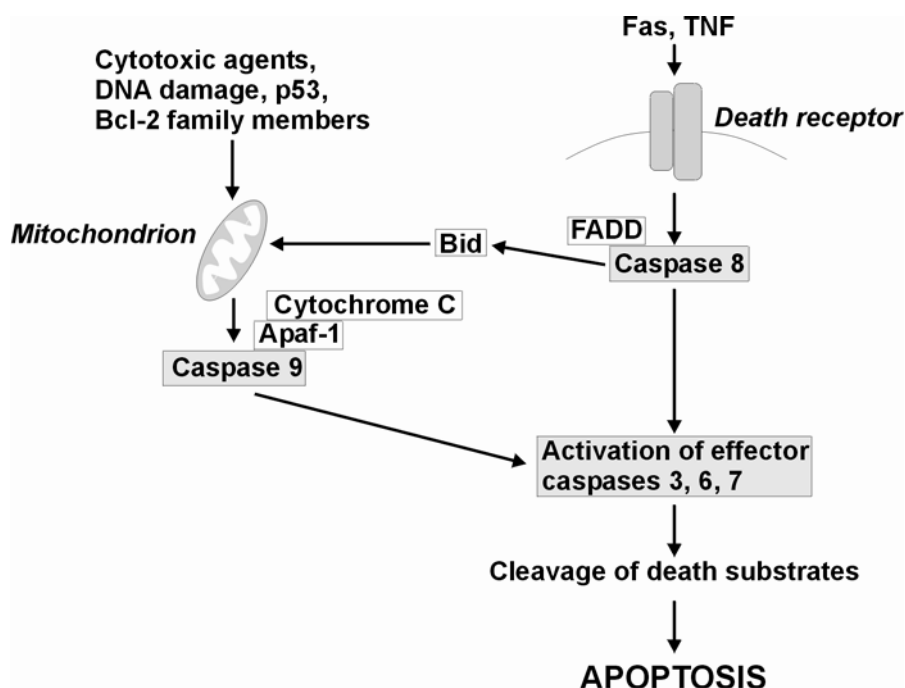 Fas, TNF
Cytotoxic agents,
DNA damage, p53,
Bcl-2 family members
Death receptor
Mitochondrion
FADD
Bid
Caspase 8
Cytochrome C
Apaf-1
Caspase 9
Activation of effector
caspases 3, 6, 7
Cleavage of death substrates
APOPTOSIS